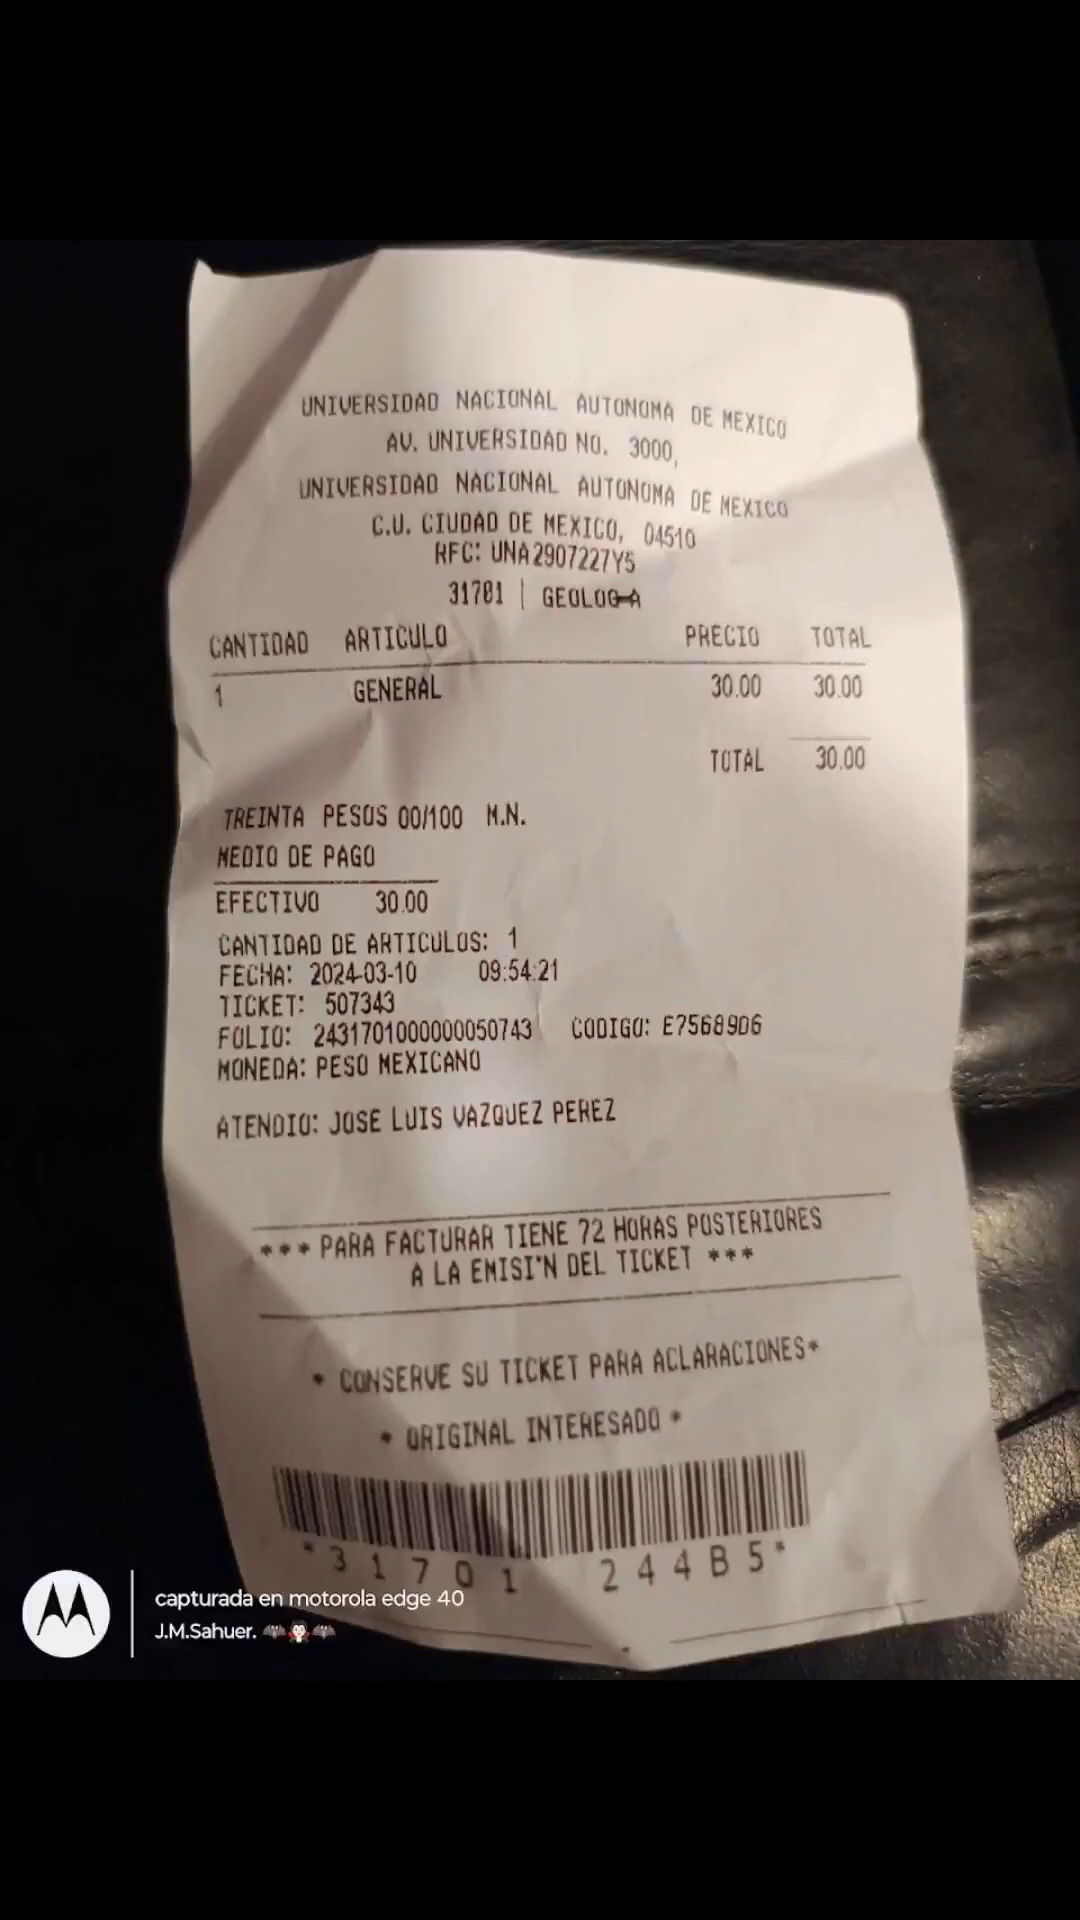 UNIVERSIDAD NACIONAL AUTONOMA DE MEXICO
AV. UNIVERSIDAD NO. 3000,
UNIVERSIDAD NACIONAL AUTONOMA DE MEXICO
C.U. CIUDAD DE MEXICO, 04510
RFC: UNA2907227Y5
31701 | GEOLOG-A
CANTIDAD ARTICULO PRECIO TOTAL
1 GENERAL 30.00 30.00
TOTAL 30.00
TREINTA PESOS 00/100 M.N.
MEDIO DE PAGO
EFECTIVO 30.00
CANTIDAD DE ARTICULOS: 1
FECHA: 2024-03-10 09:54:21
TICKET: 507343
FOLIO: 2431701000000050743 CODIGO: E75689D6
MONEDA: PESO MEXICANO
ATENDIO: JOSE LUIS VAZQUEZ PEREZ
*** PARA FACTURAR TIENE 72 HORAS POSTERIORES
A LA EMISI'N DEL TICKET ***
* CONSERVE SU TICKET PARA ACLARACIONES*
* ORIGINAL INTERESADO *
*31701 244B5*
capturada en motorola edge 40
J.M.Sahuer. 🦇🧛🏻🦇